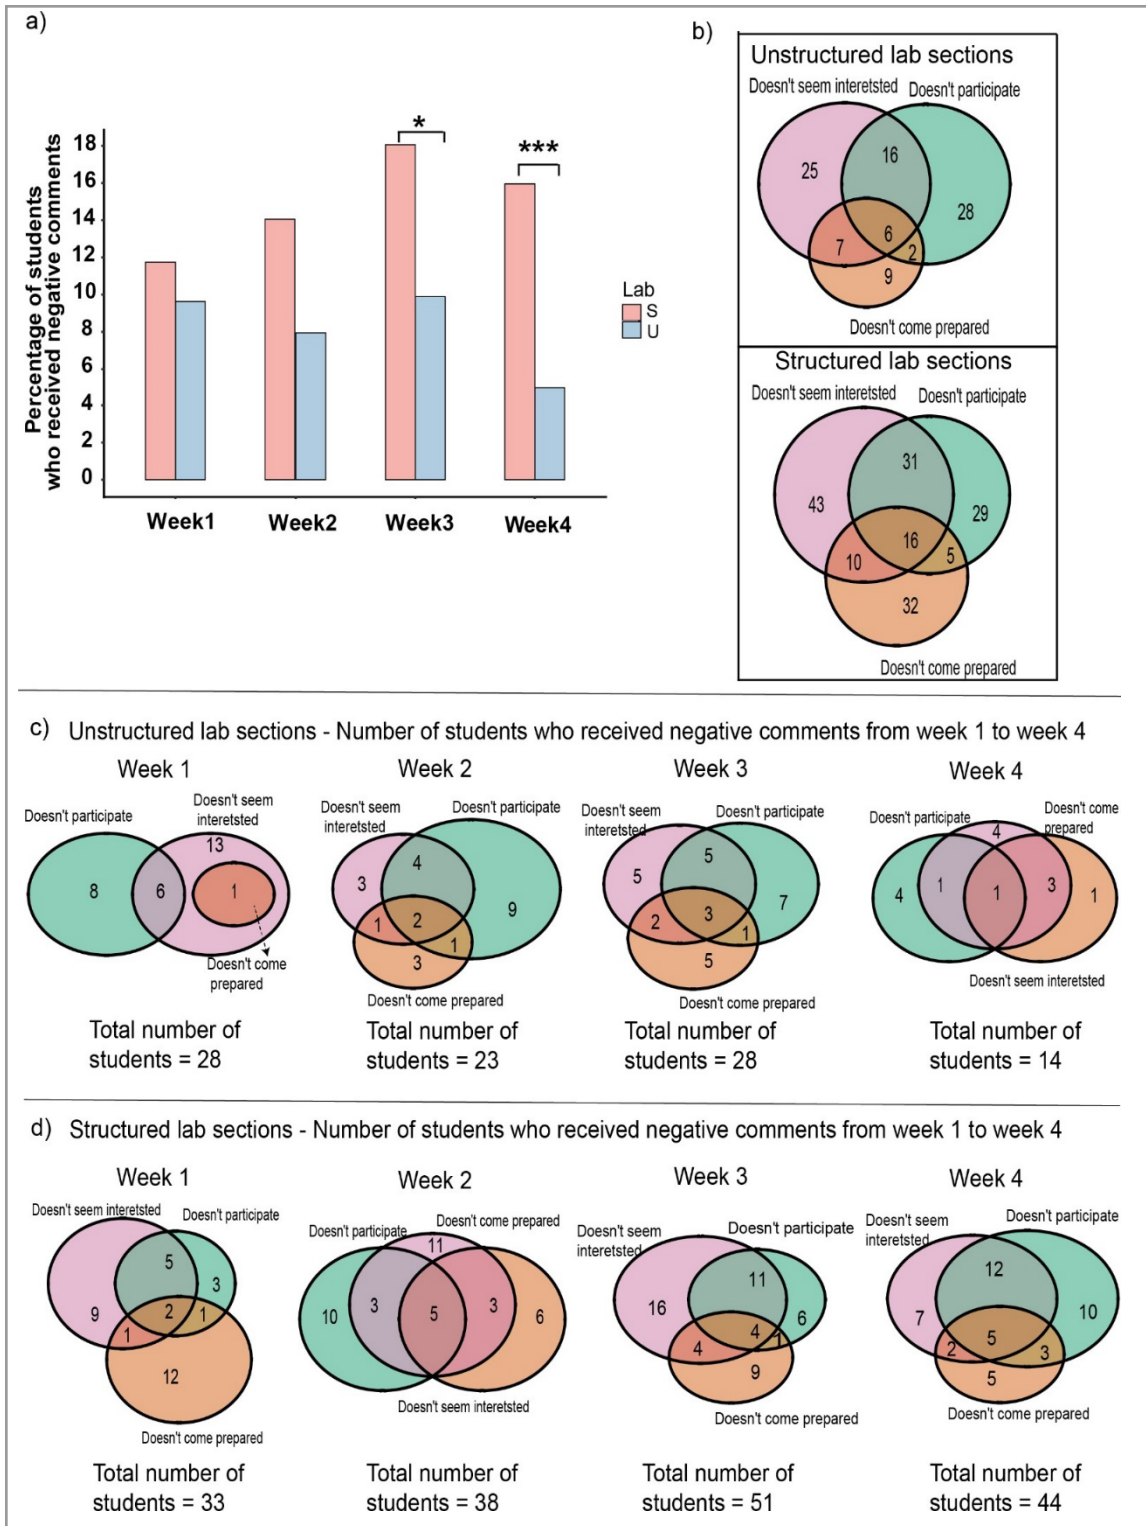 a)
Percentage of students
who received negative comments
18
16
14
12
10
8
6
4
2
0
*
***
Week1
Week2
Week3
Week4
Lab
S
U
b)
Unstructured lab sections
Doesn't seem interetsted
Doesn't participate
25
16
28
6
7
2
9
Doesn't come prepared
Structured lab sections
Doesn't seem interetsted
Doesn't participate
31
43
29
16
10
5
32
Doesn't come prepared
c) Unstructured lab sections - Number of students who received negative comments from week 1 to week 4
Week 1
Doesn't participate
Doesn't seem
interetsted
13
8
6
1
Doesn't come
prepared
Total number of
students = 28
Week 2
Doesn't seem
interetsted
Doesn't participate
4
3
9
2
1
1
3
Doesn't come prepared
Total number of
students = 23
Week 3
Doesn't seem
interetsted
Doesn't participate
5
5
7
3
2
1
5
Doesn't come prepared
Total number of
students = 28
Week 4
Doesn't participate
Doesn't come
prepared
4
4
1
1
3
1
Doesn't seem interetsted
Total number of
students = 14
d) Structured lab sections - Number of students who received negative comments from week 1 to week 4
Week 1
Doesn't seem interetsted
Doesn't participate
5
3
9
2
1
1
12
Doesn't come prepared
Total number of
students = 33
Week 2
Doesn't participate
Doesn't come prepared
11
10
3
5
3
6
Doesn't seem interetsted
Total number of
students = 38
Week 3
Doesn't seem
interetsted
Doesn't participate
11
16
6
4
1
4
9
Doesn't come prepared
Total number of
students = 51
Week 4
Doesn't seem
interetsted
Doesn't participate
12
7
10
5
2
3
5
Doesn't come prepared
Total number of
students = 44